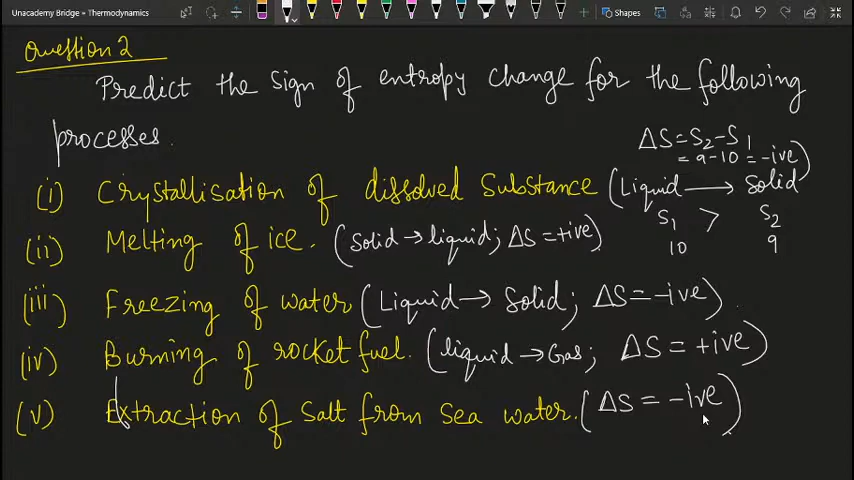 Unacademy Bridge + Thermodynamics
Shapes
Question 2
Predict the sign of entropy change for the following
processes.
ΔS = S2 - S1
= 9-10 = -ive)
(i) Crystallisation of dissolved Substance (Liquid → Solid
S1 > S2
10 9
(ii) Melting of ice. (Solid → liquid; ΔS = +ive)
(iii) Freezing of water (Liquid → Solid; ΔS = -ive)
(iv) Burning of rocket fuel. (liquid → Gas; ΔS = +ive)
(v) Extraction of Salt from Sea water. (ΔS = -ive)